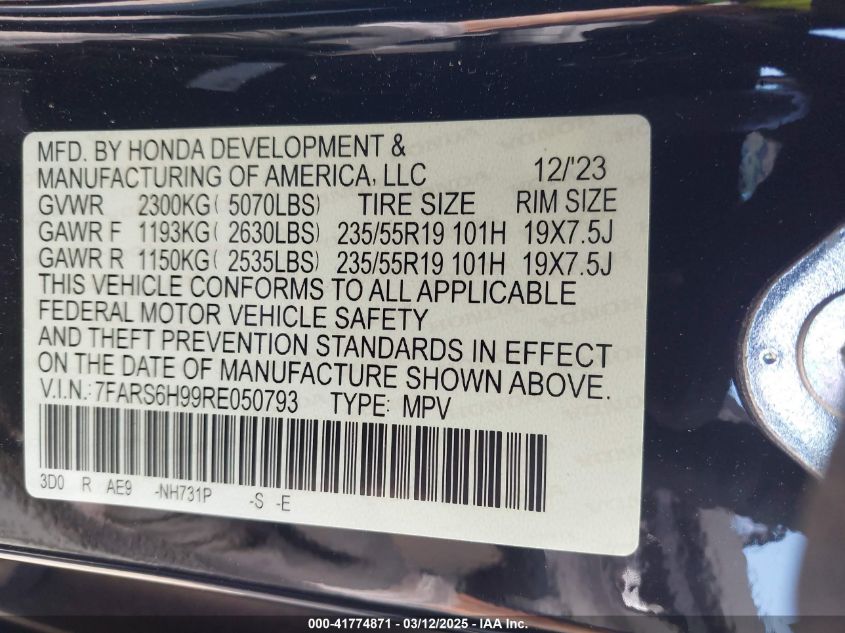 MFD. BY HONDA DEVELOPMENT &
MANUFACTURING OF AMERICA, LLC 12/'23
GVWR 2300KG( 5070LBS) TIRE SIZE RIM SIZE
GAWR F 1193KG( 2630LBS) 235/55R19 101H 19X7.5J
GAWR R 1150KG( 2535LBS) 235/55R19 101H 19X7.5J
THIS VEHICLE CONFORMS TO ALL APPLICABLE
FEDERAL MOTOR VEHICLE SAFETY
AND THEFT PREVENTION STANDARDS IN EFFECT
ON THE DATE OF MANUFACTURE SHOWN ABOVE.
V.I.N.: 7FARS6H99RE050793 TYPE: MPV
3D0 R AE9 -NH731P -S -E
000-41774871 - 03/12/2025 - IAA Inc.